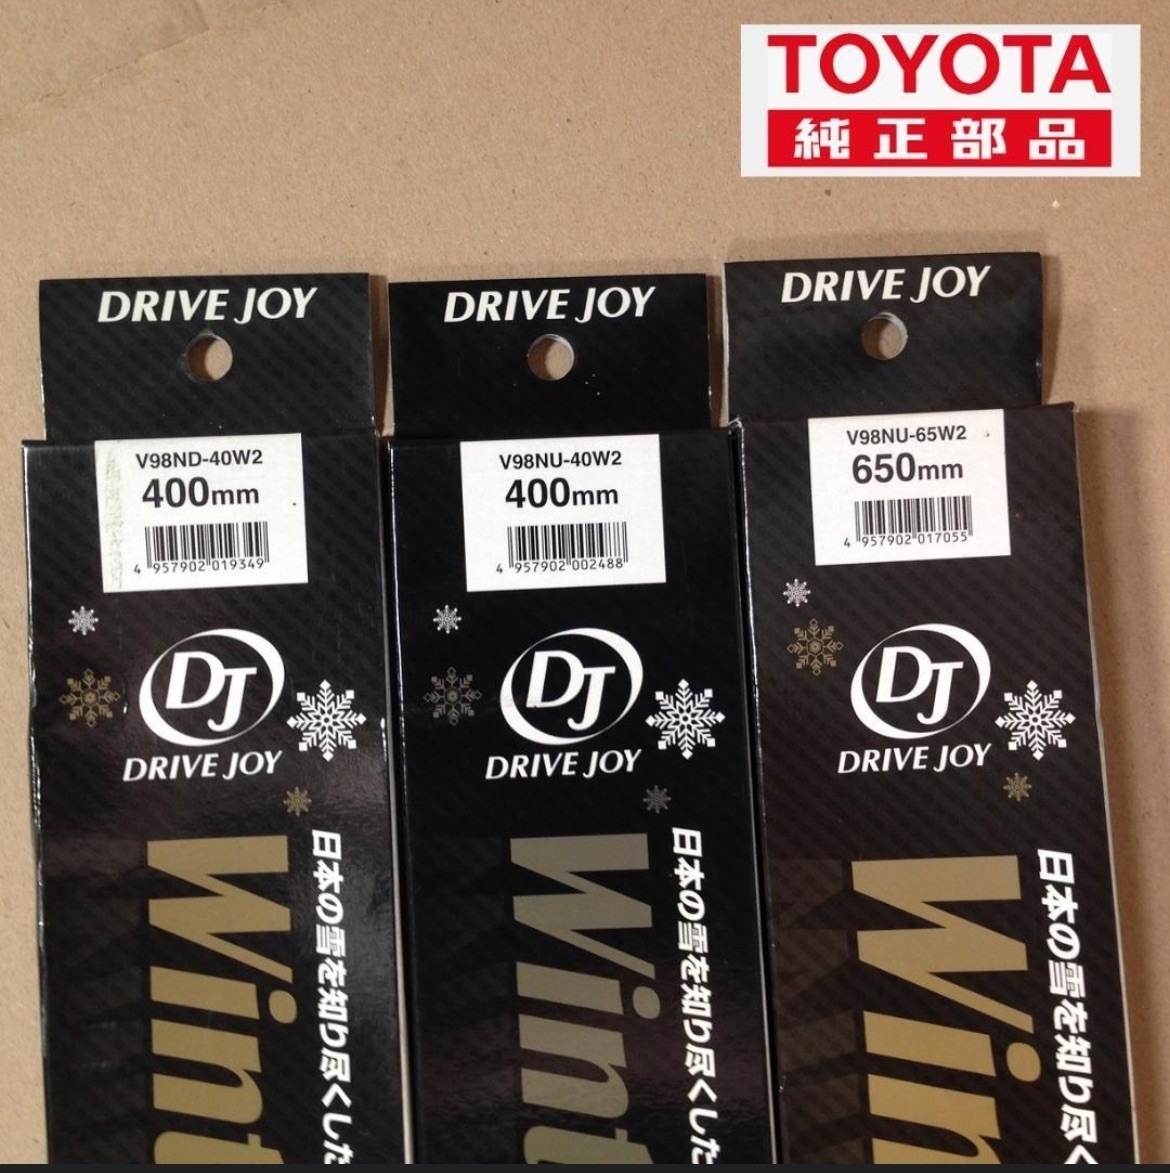 TOYOTA
純正部品
DRIVE JOY
V98ND-40W2
400mm
4 957902 019349
DJ
DRIVE JOY
Wint
日本の雪を知り尽くした
DRIVE JOY
V98NU-40W2
400mm
4 957902 002488
DJ
DRIVE JOY
Wint
日本の雪を知り尽くした
DRIVE JOY
V98NU-65W2
650mm
4 957902 017055
DJ
DRIVE JOY
Win
日本の雪を知り尽く